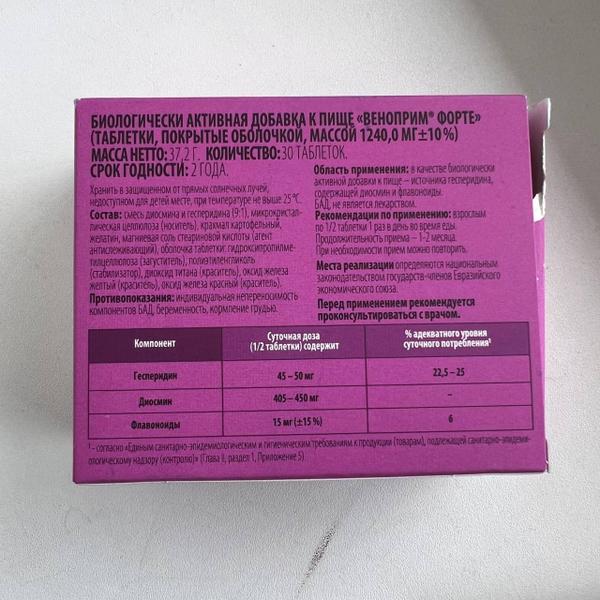 БИОЛОГИЧЕСКИ АКТИВНАЯ ДОБАВКА К ПИЩЕ «ВЕНОПРИМ® ФОРТЕ»
(ТАБЛЕТКИ, ПОКРЫТЫЕ ОБОЛОЧКОЙ, МАССОЙ 1240,0 МГ±10%)
МАССА НЕТТО: 37,2 Г. КОЛИЧЕСТВО: 30 ТАБЛЕТОК.
СРОК ГОДНОСТИ: 2 ГОДА.
Хранить в защищенном от прямых солнечных лучей,
недоступном для детей месте, при температуре не выше 25 °С.
Состав: смесь диосмина и гесперидина (9:1), микрокристал-
лическая целлюлоза (носитель), крахмал картофельный,
желатин, магниевая соль стеариновой кислоты (агент
антислеживающий), оболочка таблетки: гидроксипропилме-
тилцеллюлоза (загуститель), полиэтиленгликоль
(стабилизатор), диоксид титана (краситель), оксид железа
желтый (краситель), оксид железа красный (краситель).
Противопоказания: индивидуальная непереносимость
компонентов БАД, беременность, кормление грудью.
Область применения: в качестве биологически
активной добавки к пище – источника гесперидина,
содержащей диосмин и флавоноиды.
БАД, не является лекарством.
Рекомендации по применению: взрослым
по 1/2 таблетки 1 раз в день во время еды.
Продолжительность приема – 1-2 месяца.
При необходимости прием можно повторить.
Места реализации определяются национальным
законодательством государств-членов Евразийского
экономического союза.
Перед применением рекомендуется
проконсультироваться с врачом.
Компонент
Суточная доза
(1/2 таблетки) содержит
% адекватного уровня
суточного потребления¹
Гесперидин 45 – 50 мг 22,5 – 25
Диосмин 405 – 450 мг –
Флавоноиды 15 мг (±15 %) 6
¹ - согласно «Единым санитарно-эпидемиологическим и гигиеническим требованиям к продукции (товарам), подлежащей санитарно-эпидеми-
ологическому надзору (контролю)» (Глава II, раздел 1, Приложение 5)